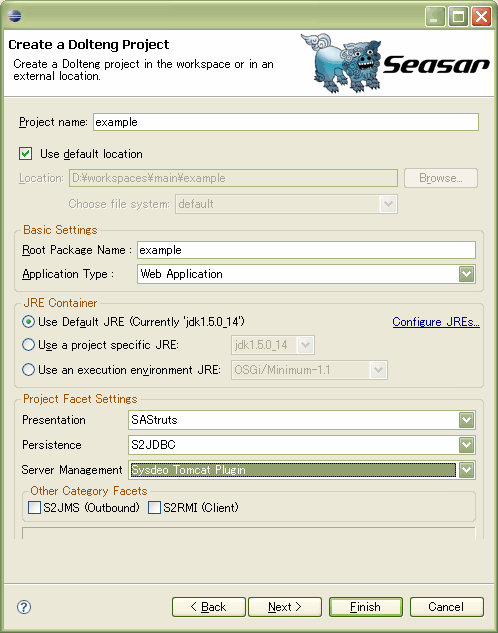 Create a Dolteng Project
Create a Dolteng project in the workspace or in an
external location.
Seasar
Project name: example
Use default location
Location: D:¥workspaces¥main¥example Browse...
Choose file system: default
Basic Settings
Root Package Name : example
Application Type : Web Application
JRE Container
Use Default JRE (Currently 'jdk1.5.0_14') Configure JREs...
Use a project specific JRE: jdk1.5.0_14
Use an execution environment JRE: OSGi/Minimum-1.1
Project Facet Settings
Presentation SAStruts
Persistence S2JDBC
Server Management Sysdeo Tomcat Plugin
Other Category Facets
S2JMS (Outbound) S2RMI (Client)
? < Back Next > Finish Cancel